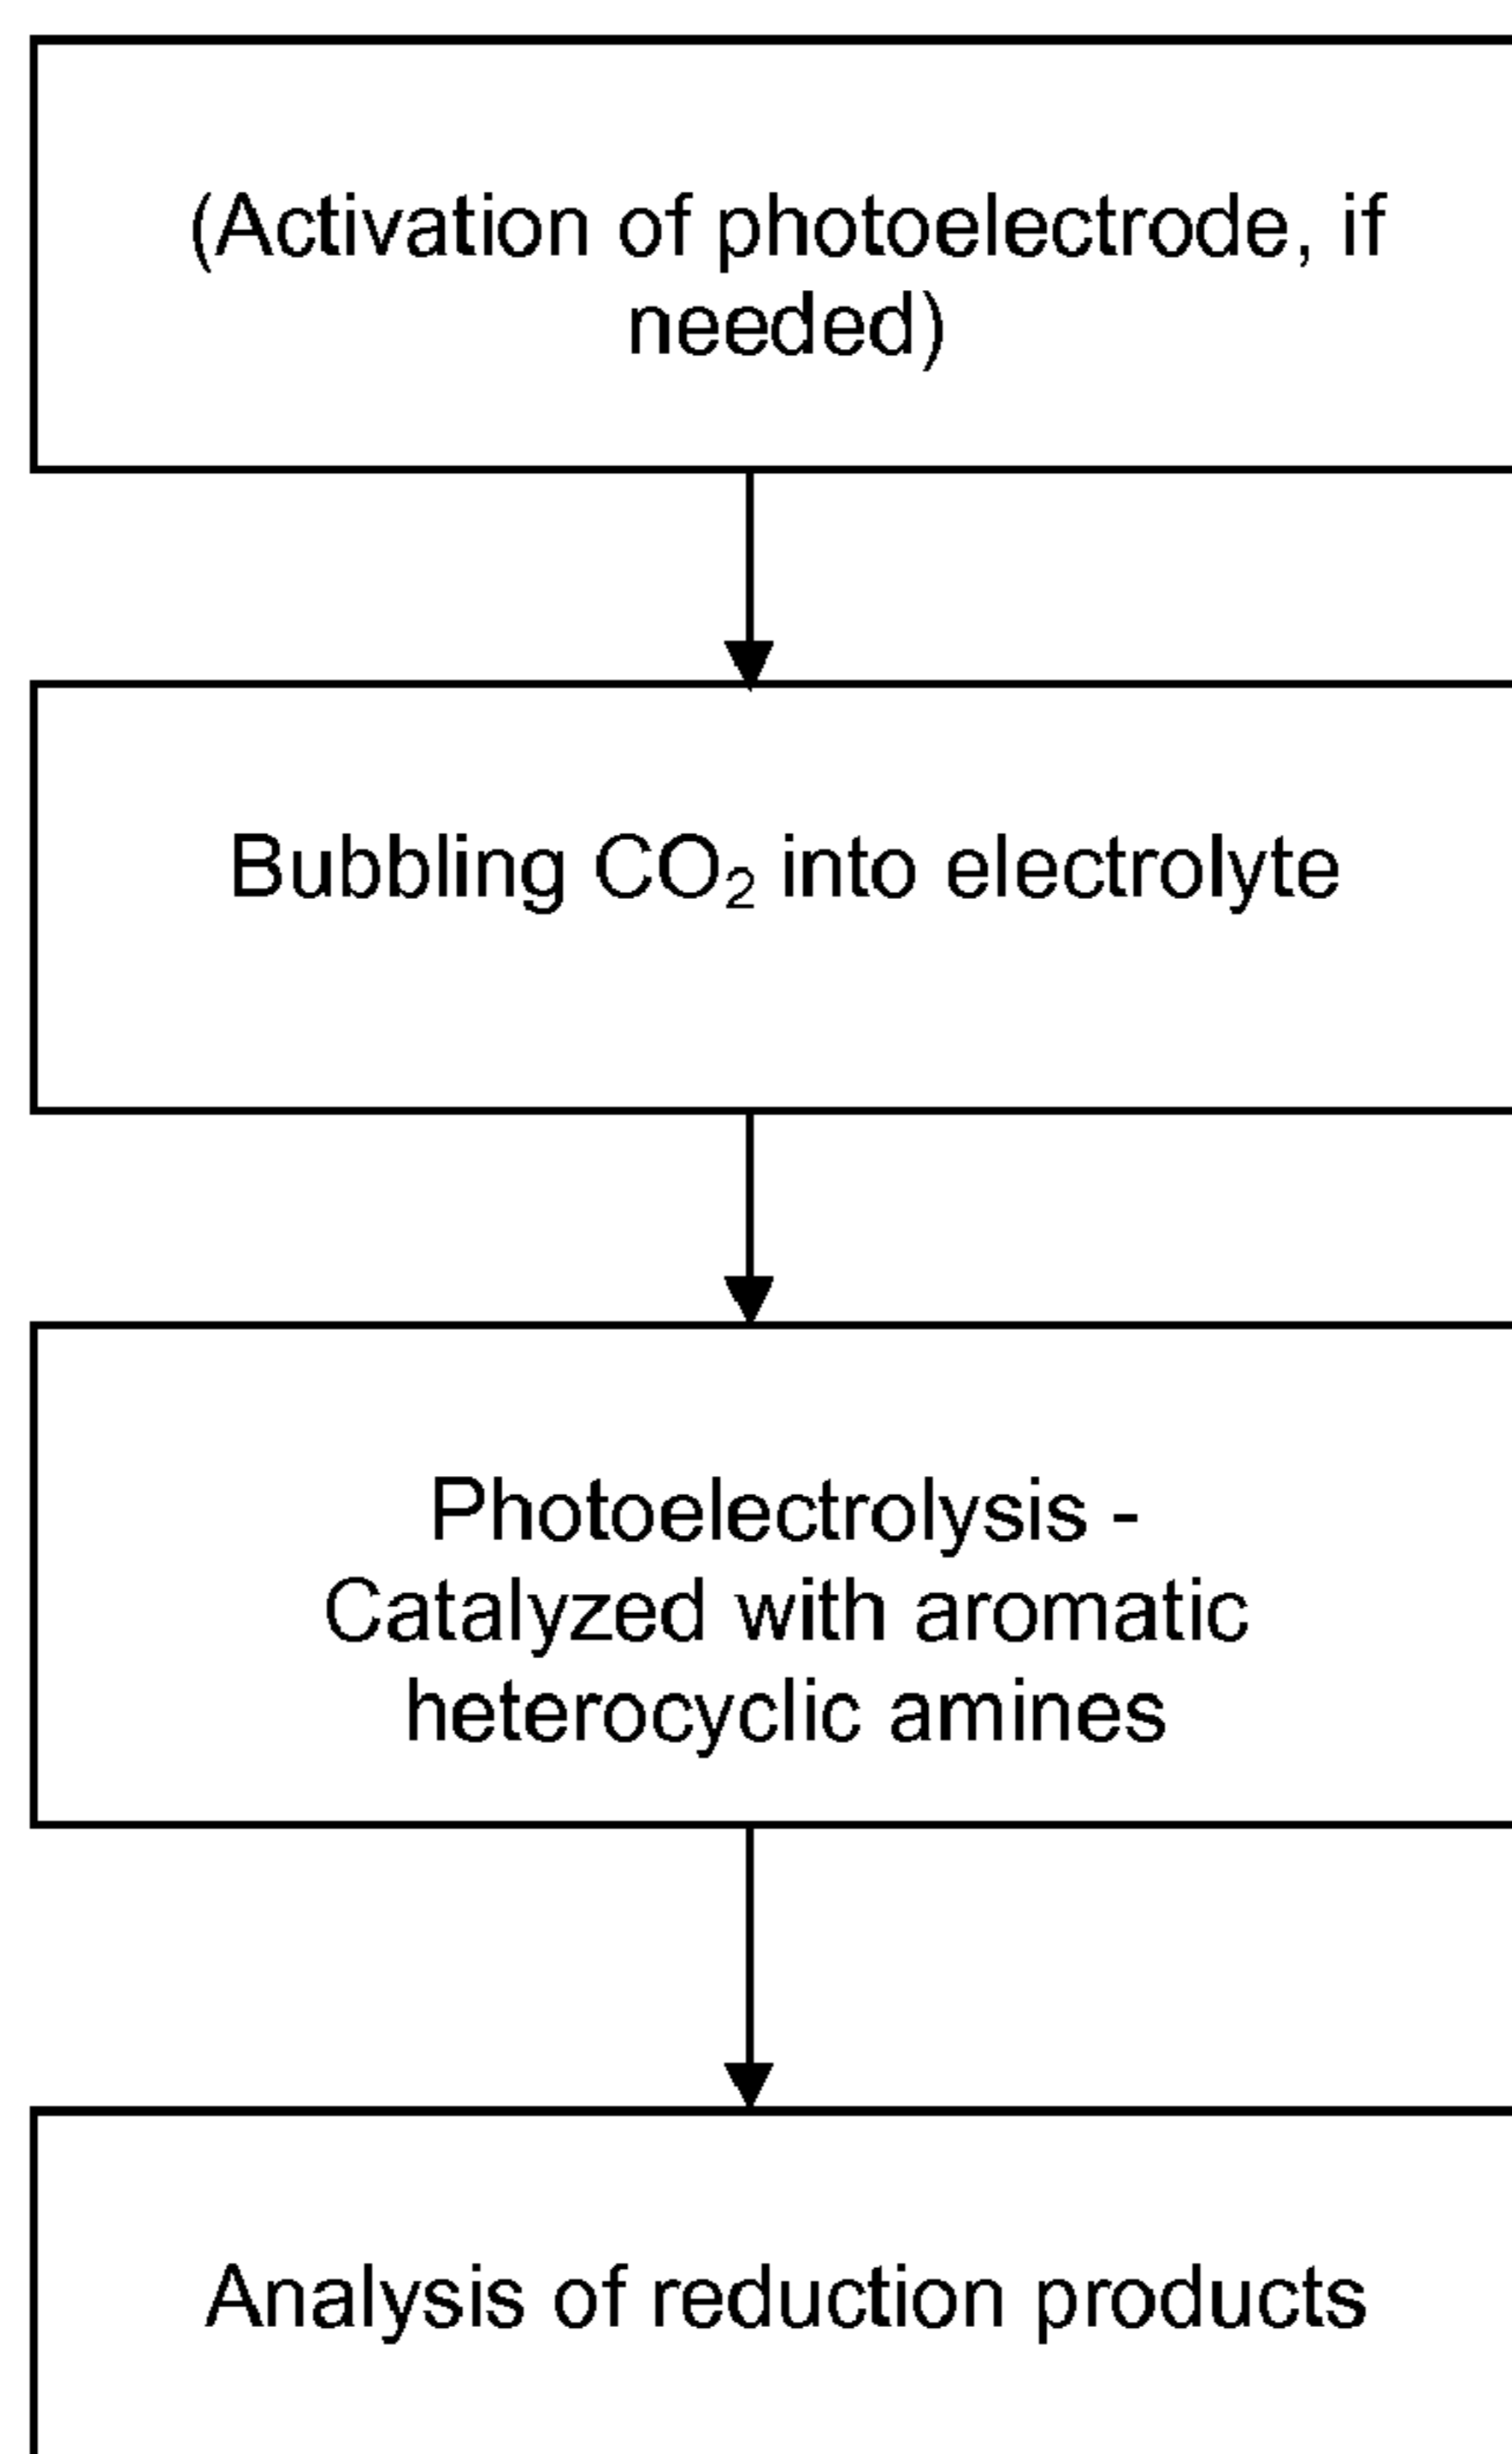 (Activation of photoelectrode, if
needed)
Bubbling CO₂ into electrolyte
Photoelectrolysis -
Catalyzed with aromatic
heterocyclic amines
Analysis of reduction products